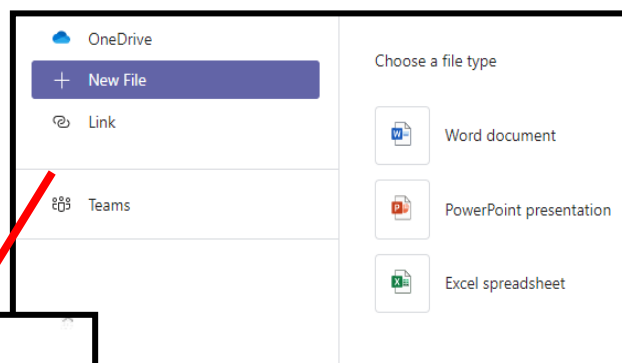 OneDrive
New File
Link
Teams
Choose a file type
Word document
PowerPoint presentation
Excel spreadsheet